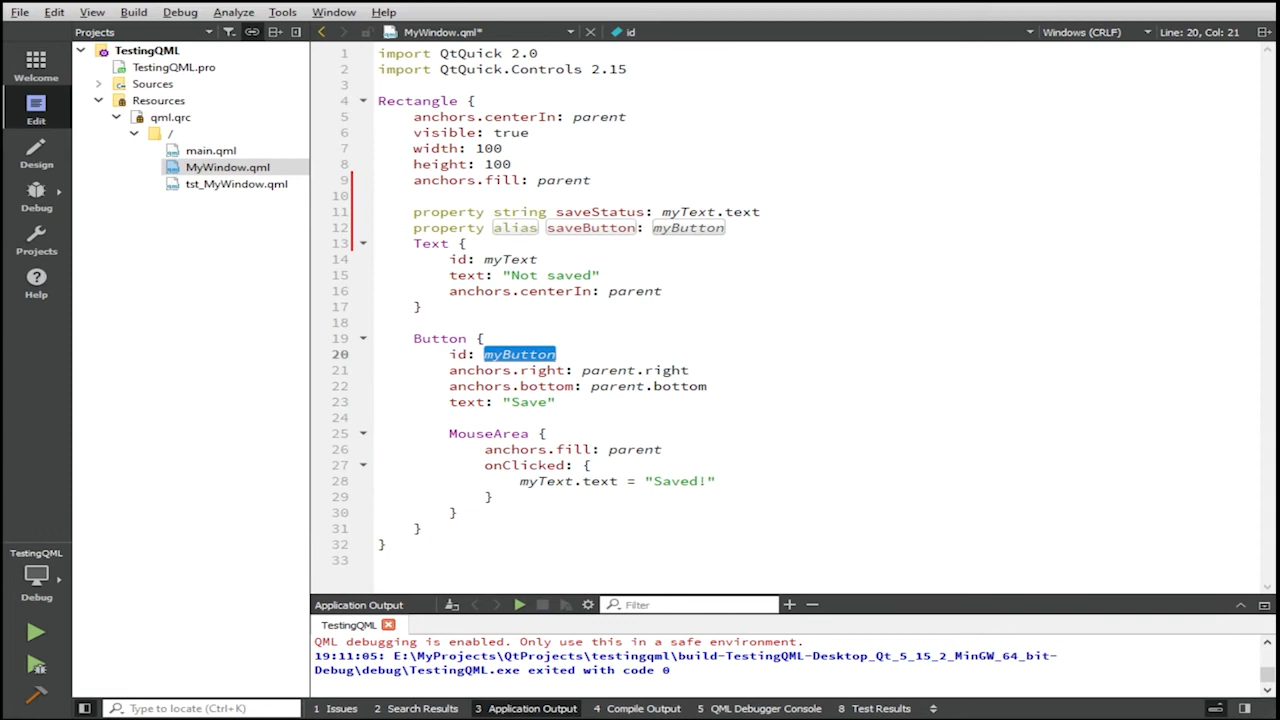 File Edit View Build Debug Analyze Tools Window Help
Projects
MyWindow.qml*
id
Windows (CRLF)
Line: 20, Col: 21
Welcome
Edit
Design
Debug
Projects
Help
TestingQML
Debug
TestingQML
TestingQML.pro
Sources
Resources
qml.qrc
/
main.qml
MyWindow.qml
tst_MyWindow.qml
1 import QtQuick 2.0
2 import QtQuick.Controls 2.15
3
4 Rectangle {
5 anchors.centerIn: parent
6 visible: true
7 width: 100
8 height: 100
9 anchors.fill: parent
10
11 property string saveStatus: myText.text
12 property alias saveButton: myButton
13 Text {
14 id: myText
15 text: "Not saved"
16 anchors.centerIn: parent
17 }
18
19 Button {
20 id: myButton
21 anchors.right: parent.right
22 anchors.bottom: parent.bottom
23 text: "Save"
24
25 MouseArea {
26 anchors.fill: parent
27 onClicked: {
28 myText.text = "Saved!"
29 }
30 }
31 }
32 }
33
Application Output
Filter
TestingQML
QML debugging is enabled. Only use this in a safe environment.
19:11:05: E:\MyProjects\QtProjects\testingqml\build-TestingQML-Desktop_Qt_5_15_2_MinGW_64_bit-
Debug\debug\TestingQML.exe exited with code 0
Type to locate (Ctrl+K)
1 Issues
2 Search Results
3 Application Output
4 Compile Output
5 QML Debugger Console
8 Test Results